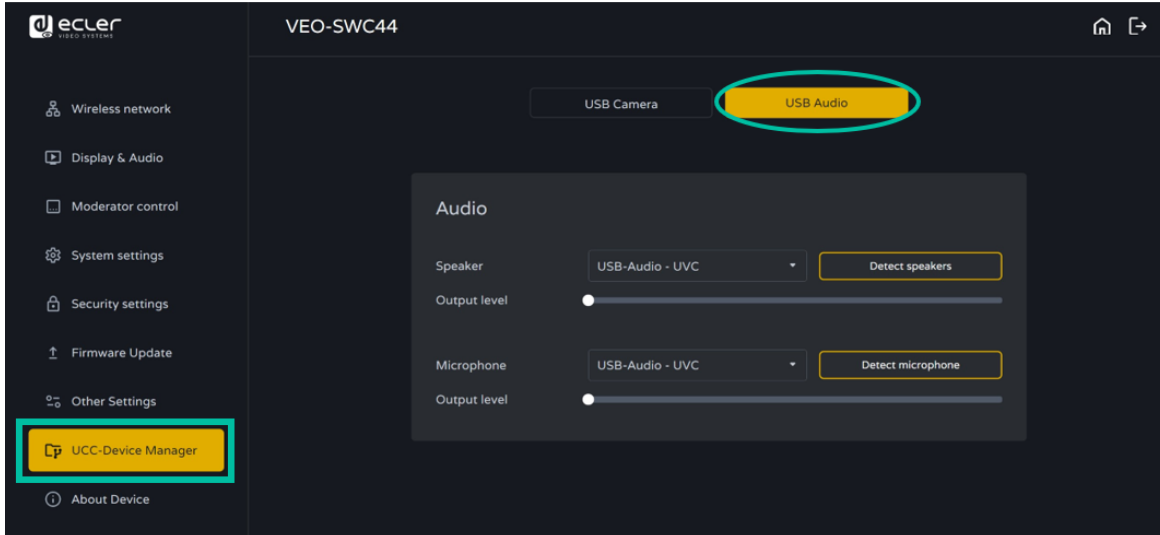 ecler
VIDEO SYSTEMS
VEO-SWC44
Wireless network
Display & Audio
Moderator control
System settings
Security settings
Firmware Update
Other Settings
UCC-Device Manager
About Device
USB Camera
USB Audio
Audio
Speaker
USB-Audio - UVC
Detect speakers
Output level
Microphone
USB-Audio - UVC
Detect microphone
Output level